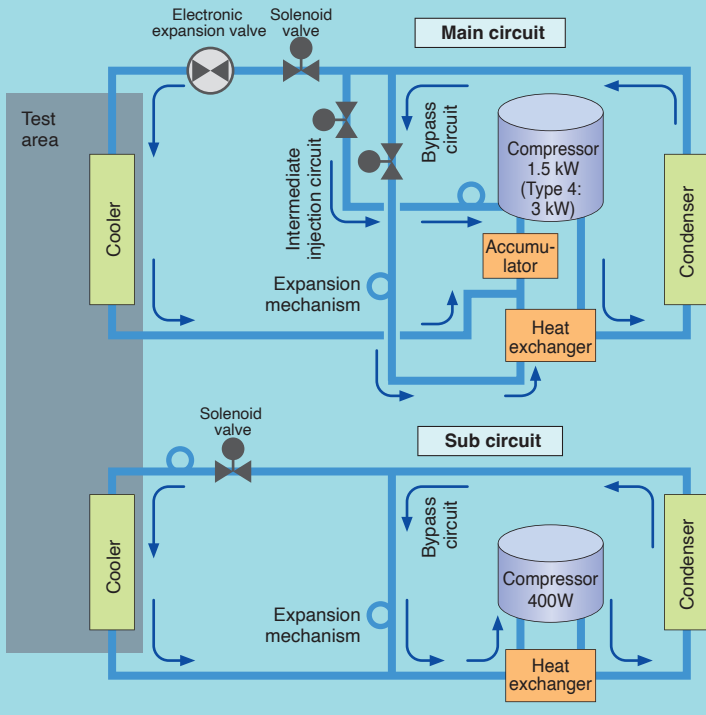 Electronic
expansion valve
Solenoid
valve
Main circuit
Test
area
Cooler
Intermediate
injection circuit
Bypass
circuit
Compressor
1.5 kW
(Type 4:
3 kW)
Condenser
Accumu-
lator
Expansion
mechanism
Heat
exchanger
Solenoid
valve
Sub circuit
Cooler
Bypass
circuit
Compressor
400W
Condenser
Expansion
mechanism
Heat
exchanger